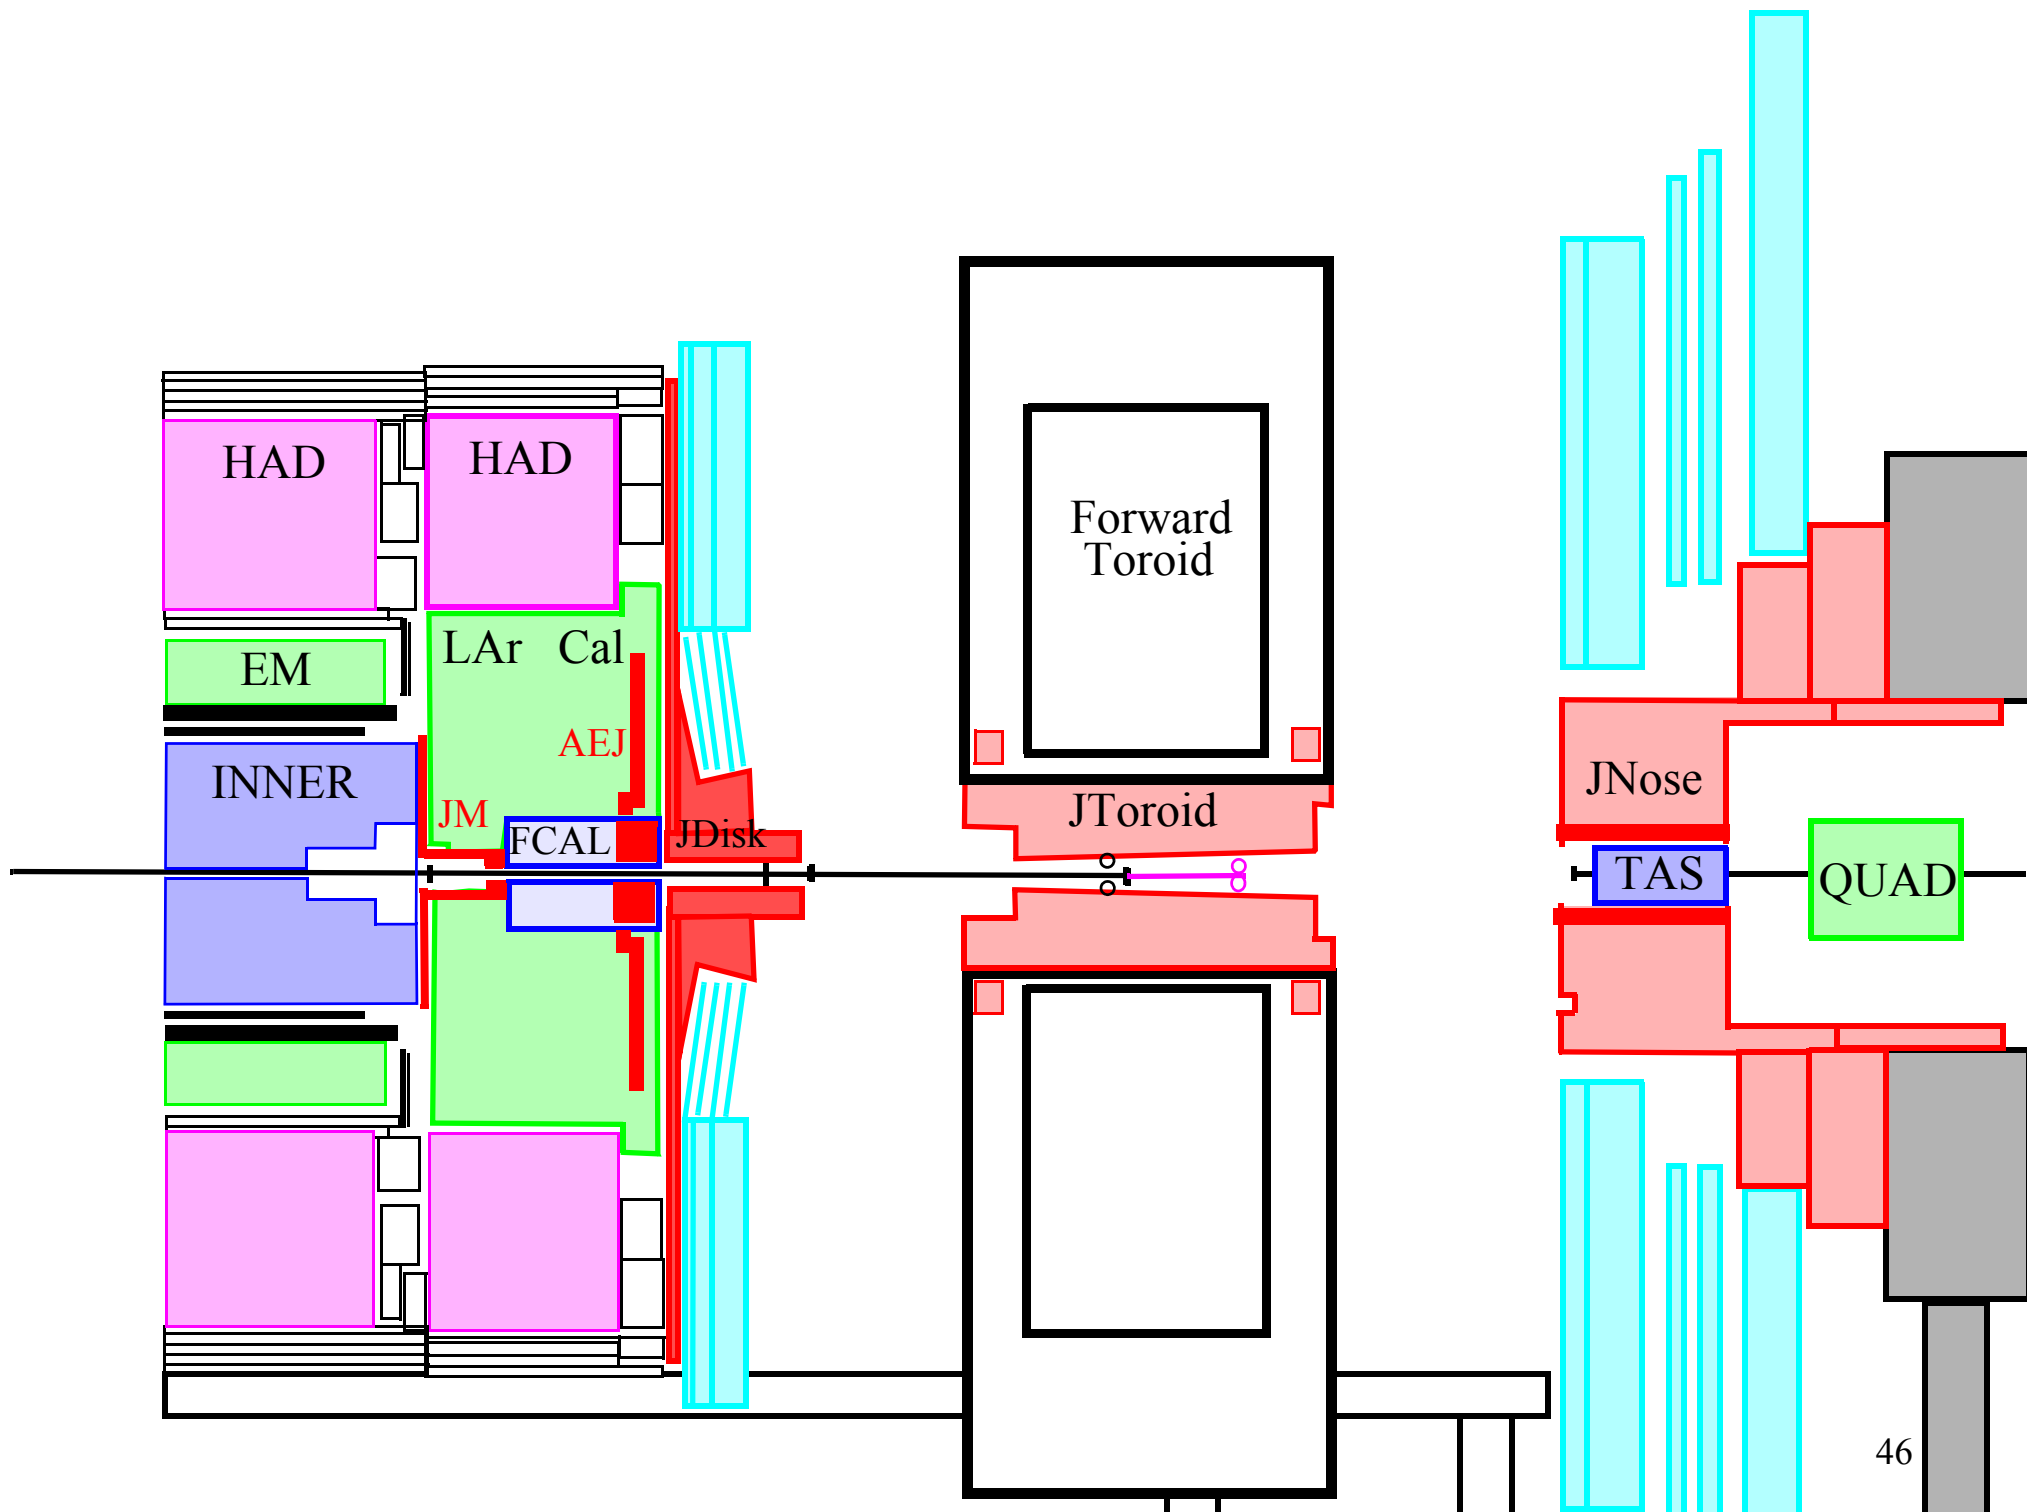 HAD
HAD
Forward
Toroid
LAr Cal
EM
AEJ
INNER
JM
JNose
JToroid
FCAL
JDisk
TAS
QUAD
46